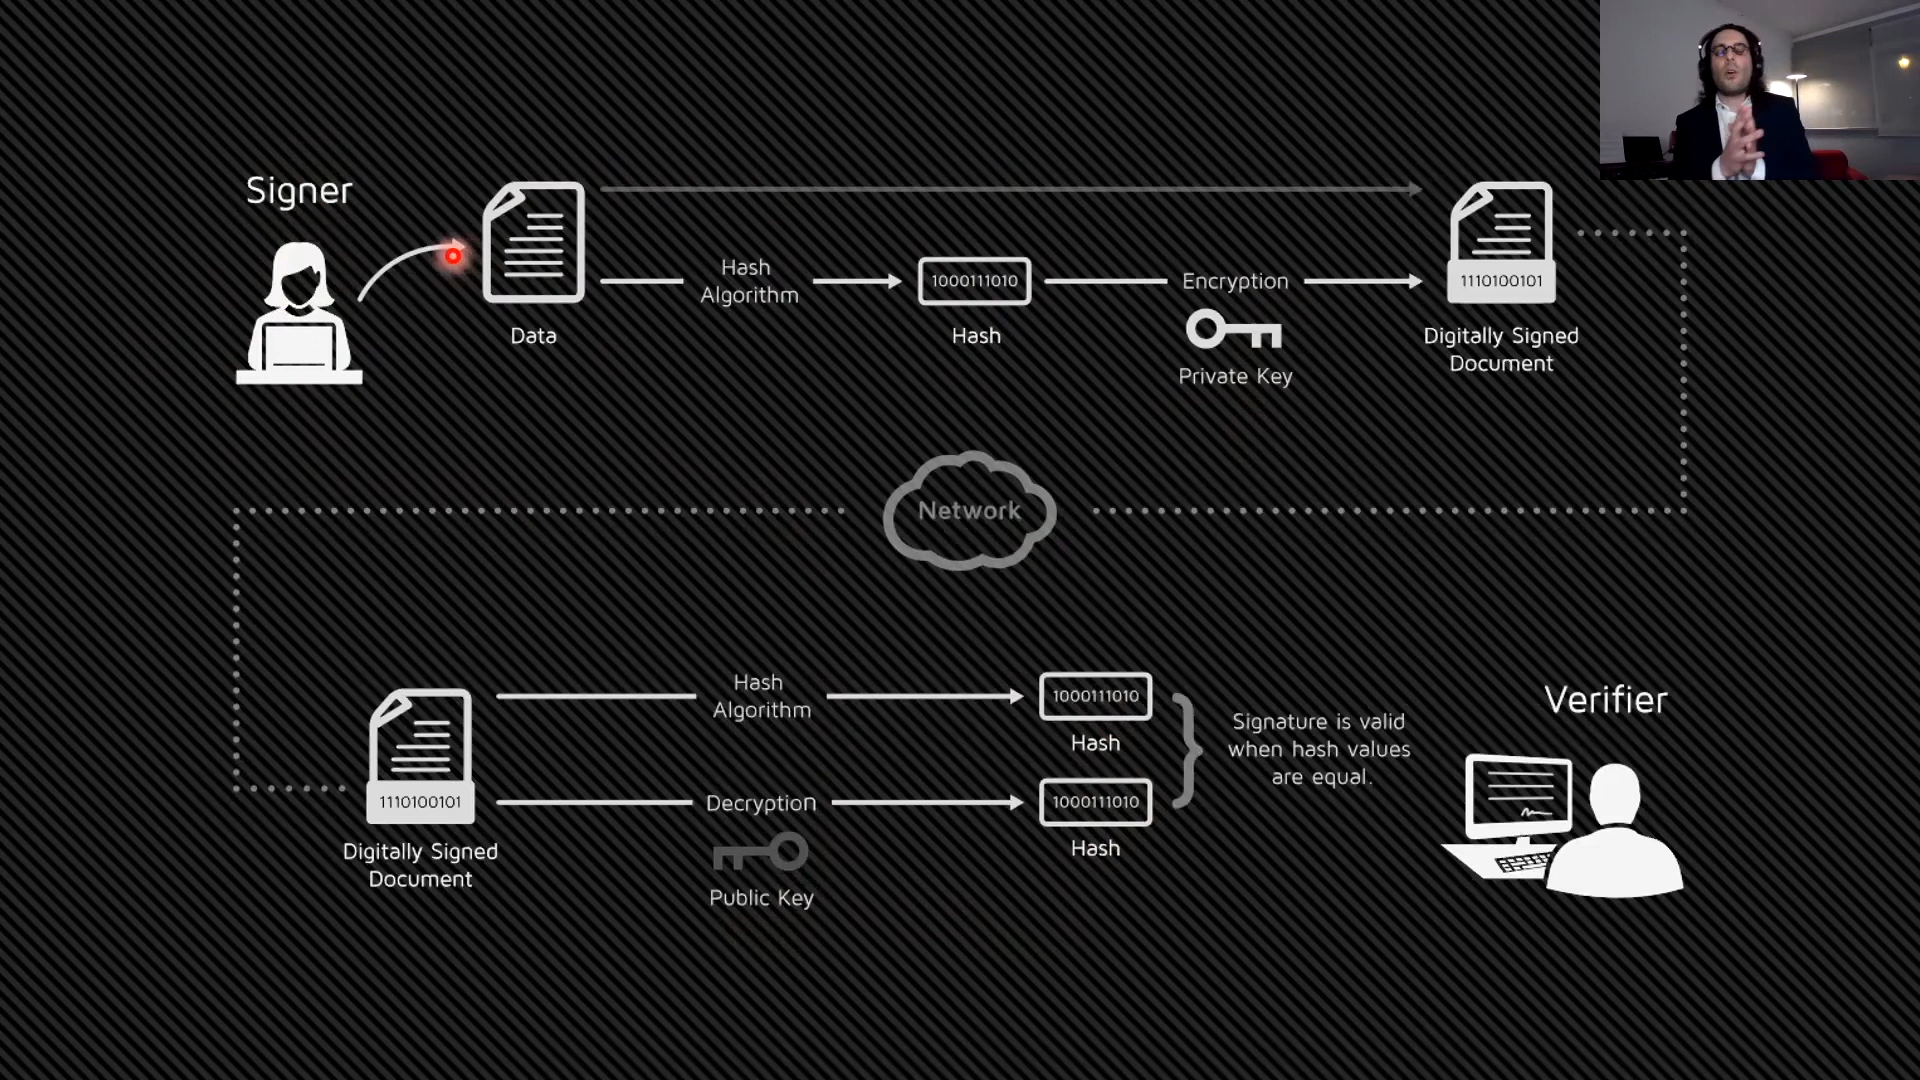 Signer
Hash
Algorithm
1000111010
Encryption
1110100101
Data
Hash
Private Key
Digitally Signed
Document
Network
Hash
Algorithm
1000111010
Hash
Signature is valid
when hash values
are equal.
Verifier
1110100101
Decryption
1000111010
Hash
Digitally Signed
Document
Public Key